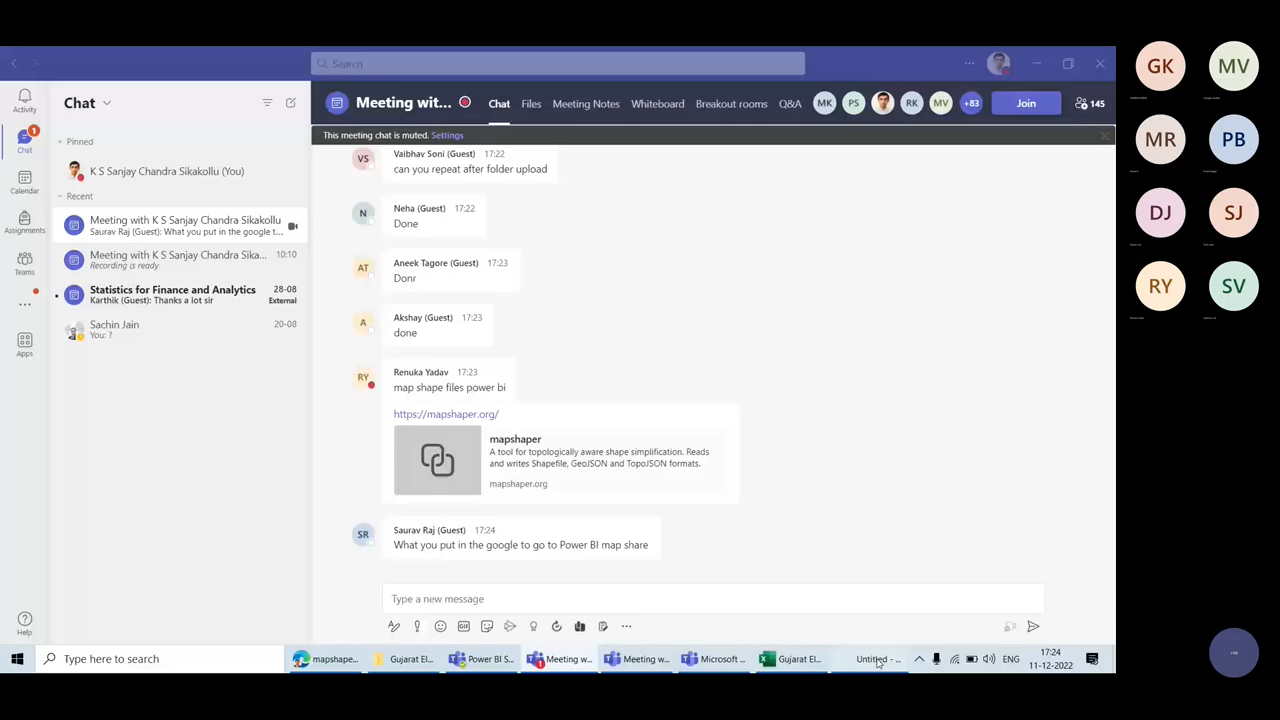 Search
Activity
Chat
Calendar
Assignments
Teams
Apps
Help
Chat
Pinned
K S Sanjay Chandra Sikakollu (You)
Recent
Meeting with K S Sanjay Chandra Sikakollu
Saurav Raj (Guest): What you put in the google t...
Meeting with K S Sanjay Chandra Sika... 10:10
Recording is ready
Statistics for Finance and Analytics 28-08
Karthik (Guest): Thanks a lot sir External
Sachin Jain 20-08
You: ?
Meeting wit... Chat Files Meeting Notes Whiteboard Breakout rooms Q&A MK PS RK MV +83 Join 145
This meeting chat is muted. Settings
VS Vaibhav Soni (Guest) 17:22
can you repeat after folder upload
N Neha (Guest) 17:22
Done
AT Aneek Tagore (Guest) 17:23
Donr
A Akshay (Guest) 17:23
done
RY Renuka Yadav 17:23
map shape files power bi
https://mapshaper.org/
mapshaper
A tool for topologically aware shape simplification. Reads
and writes Shapefile, GeoJSON and TopoJSON formats.
mapshaper.org
SR Saurav Raj (Guest) 17:24
What you put in the google to go to Power BI map share
Type a new message
GIF
Type here to search
mapshape... Gujarat El... Power BI S... Meeting w... Meeting w... Microsoft ... Gujarat El... Untitled - ... ENG
17:24
11-12-2022
GK MV
MR PB
DJ SJ
RY SV